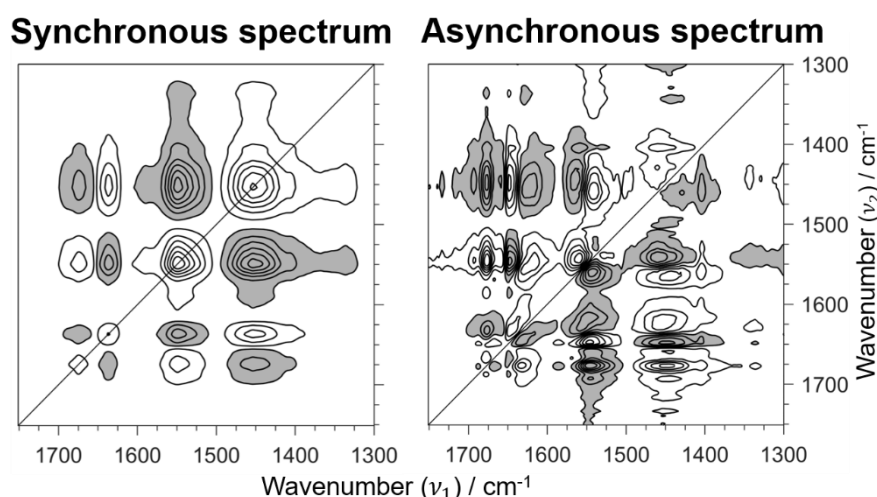 Synchronous spectrum
Asynchronous spectrum
1300
1400
1500
1600
1700
Wavenumber (ν₂) / cm⁻¹
1700 1600 1500 1400 1300
1700 1600 1500 1400 1300
Wavenumber (ν₁) / cm⁻¹